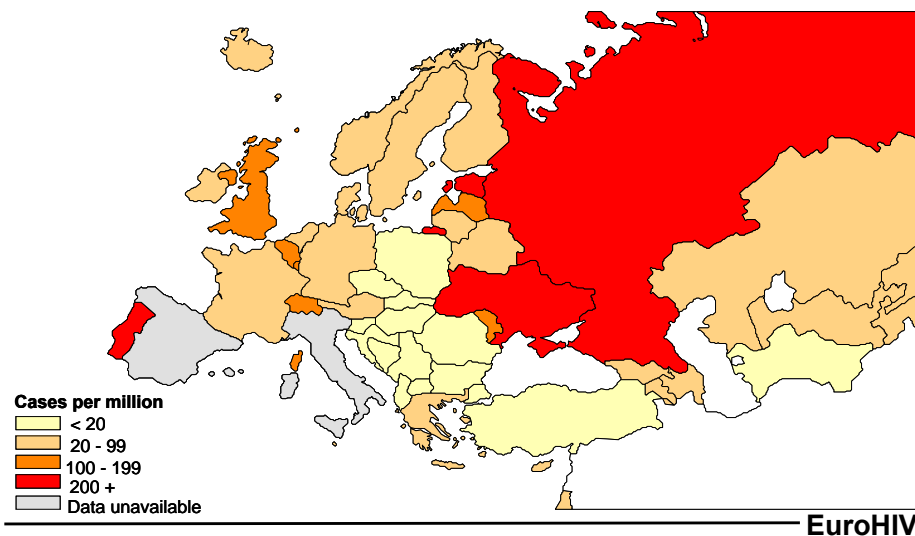 Cases per million
< 20
20 - 99
100 - 199
200 +
Data unavailable
EuroHIV